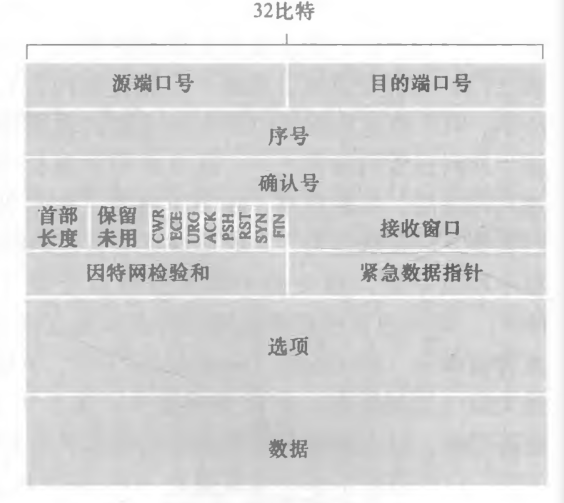 32比特
源端口号 目的端口号
序号
确认号
首部 保留 CWR ECE URG ACK PSH RST SYN FIN 接收窗口
长度 未用
因特网检验和 紧急数据指针
选项
数据